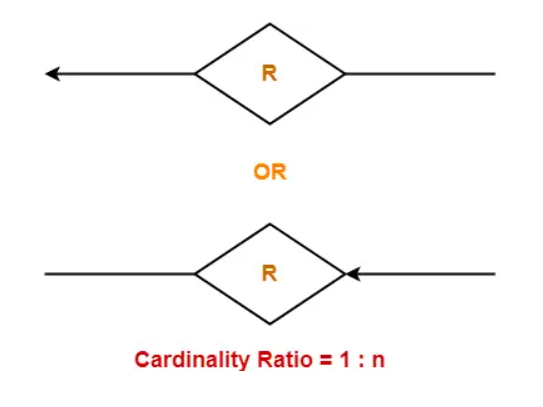 R
OR
R
Cardinality Ratio = 1 : n